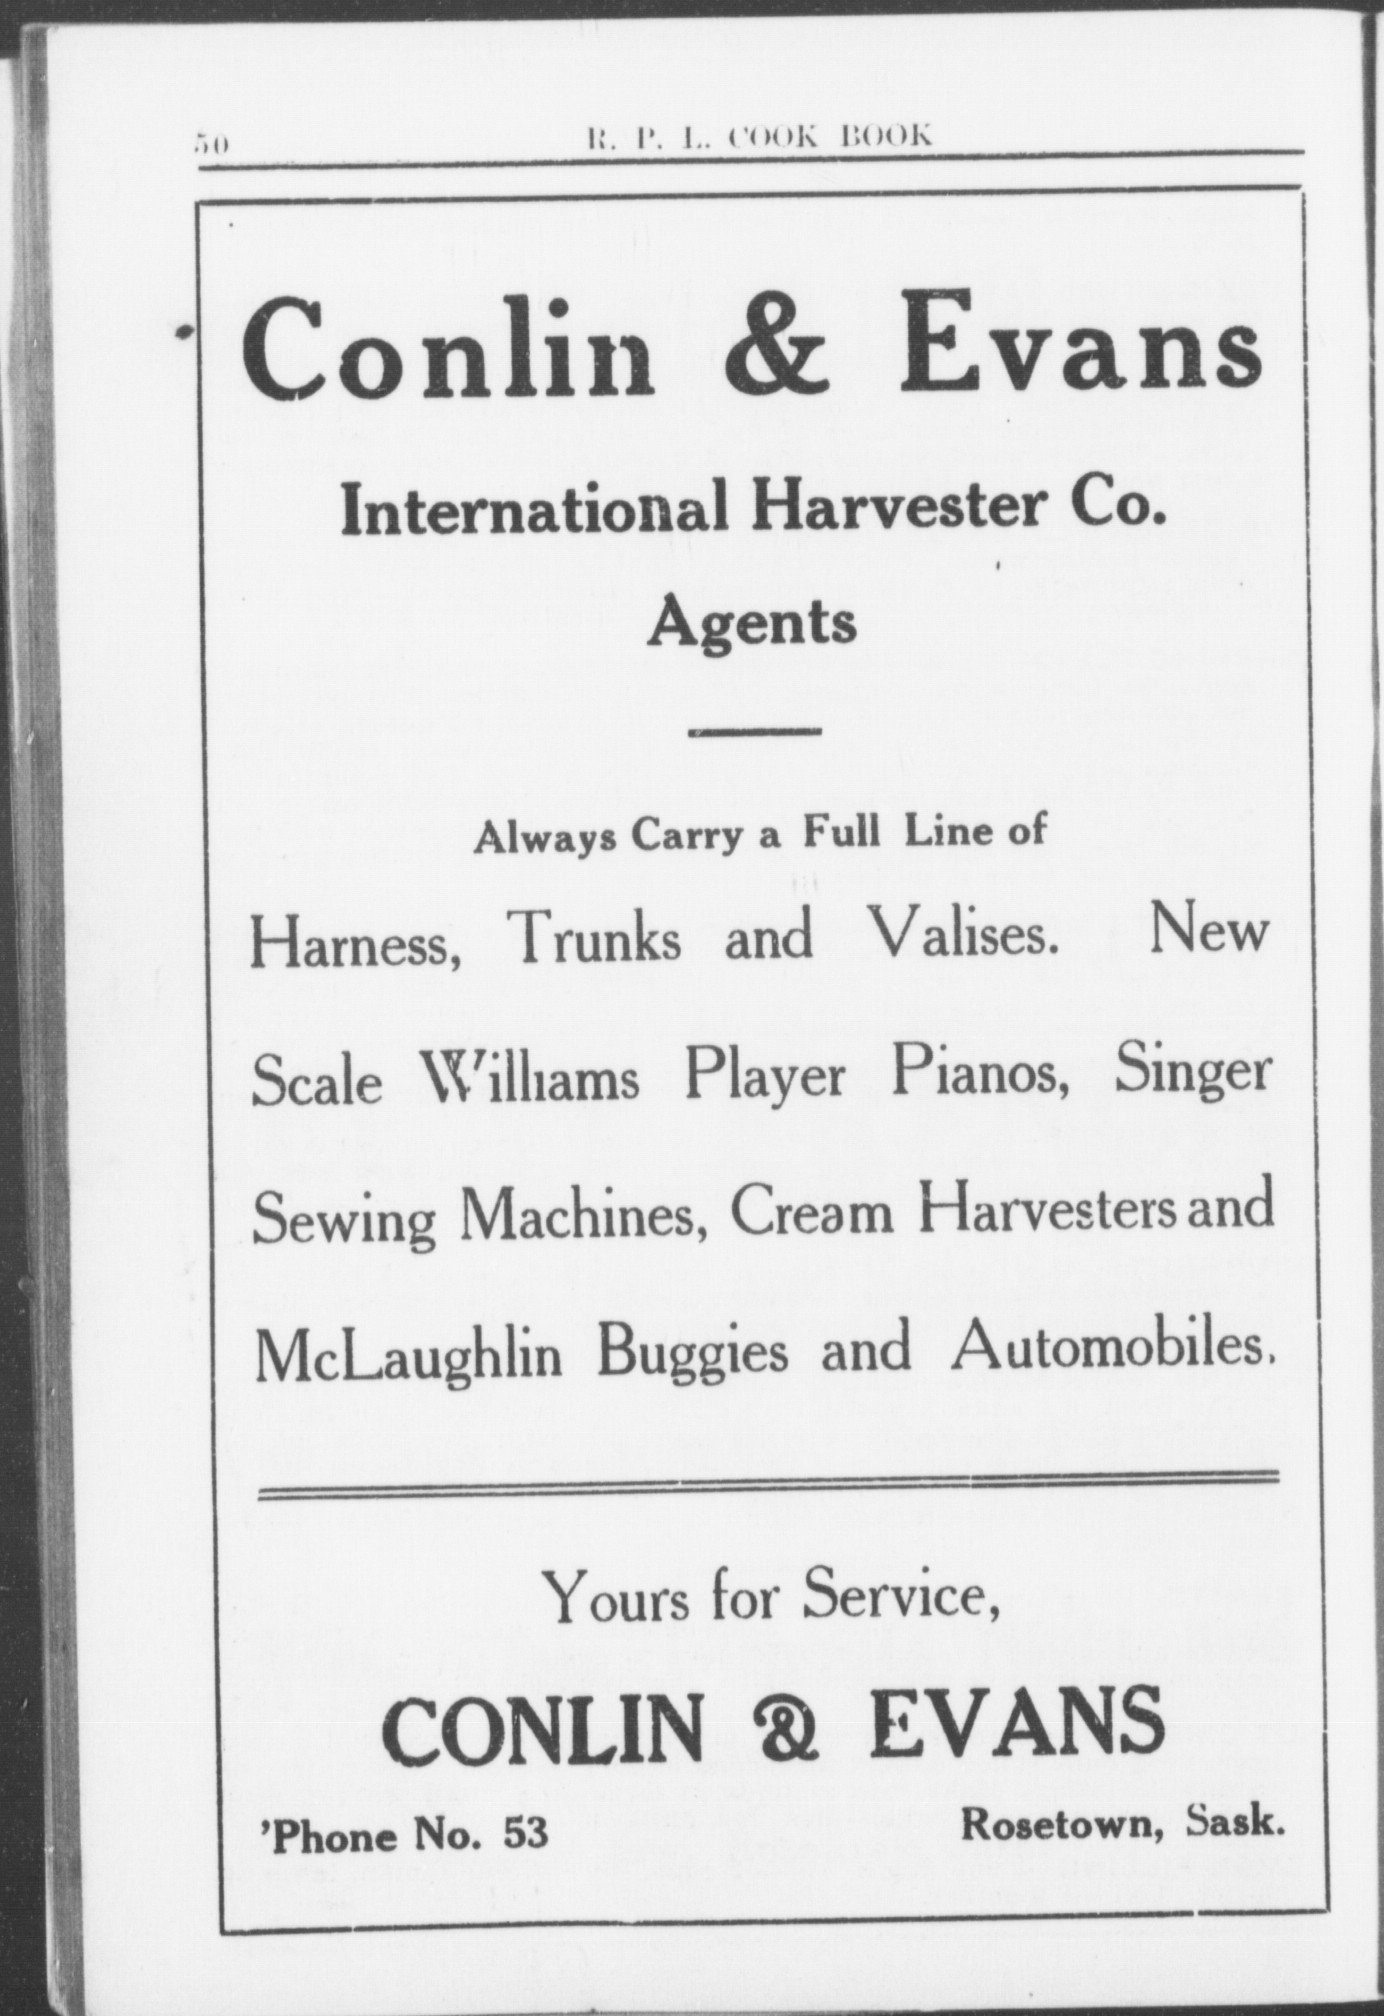 50
R. P. L. COOK BOOK
Conlin & Evans
International Harvester Co.
Agents
Always Carry a Full Line of
Harness, Trunks and Valises. New
Scale Williams Player Pianos, Singer
Sewing Machines, Cream Harvesters and
McLaughlin Buggies and Automobiles.
Yours for Service,
CONLIN & EVANS
'Phone No. 53
Rosetown, Sask.